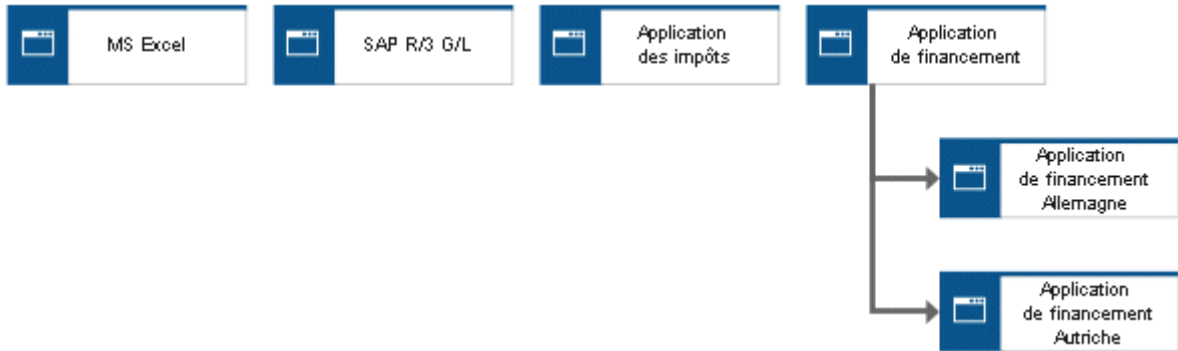 MS Excel
SAP R/3 G/L
Application
des impôts
Application
de financement
Application
de financement
Allemagne
Application
de financement
Autriche